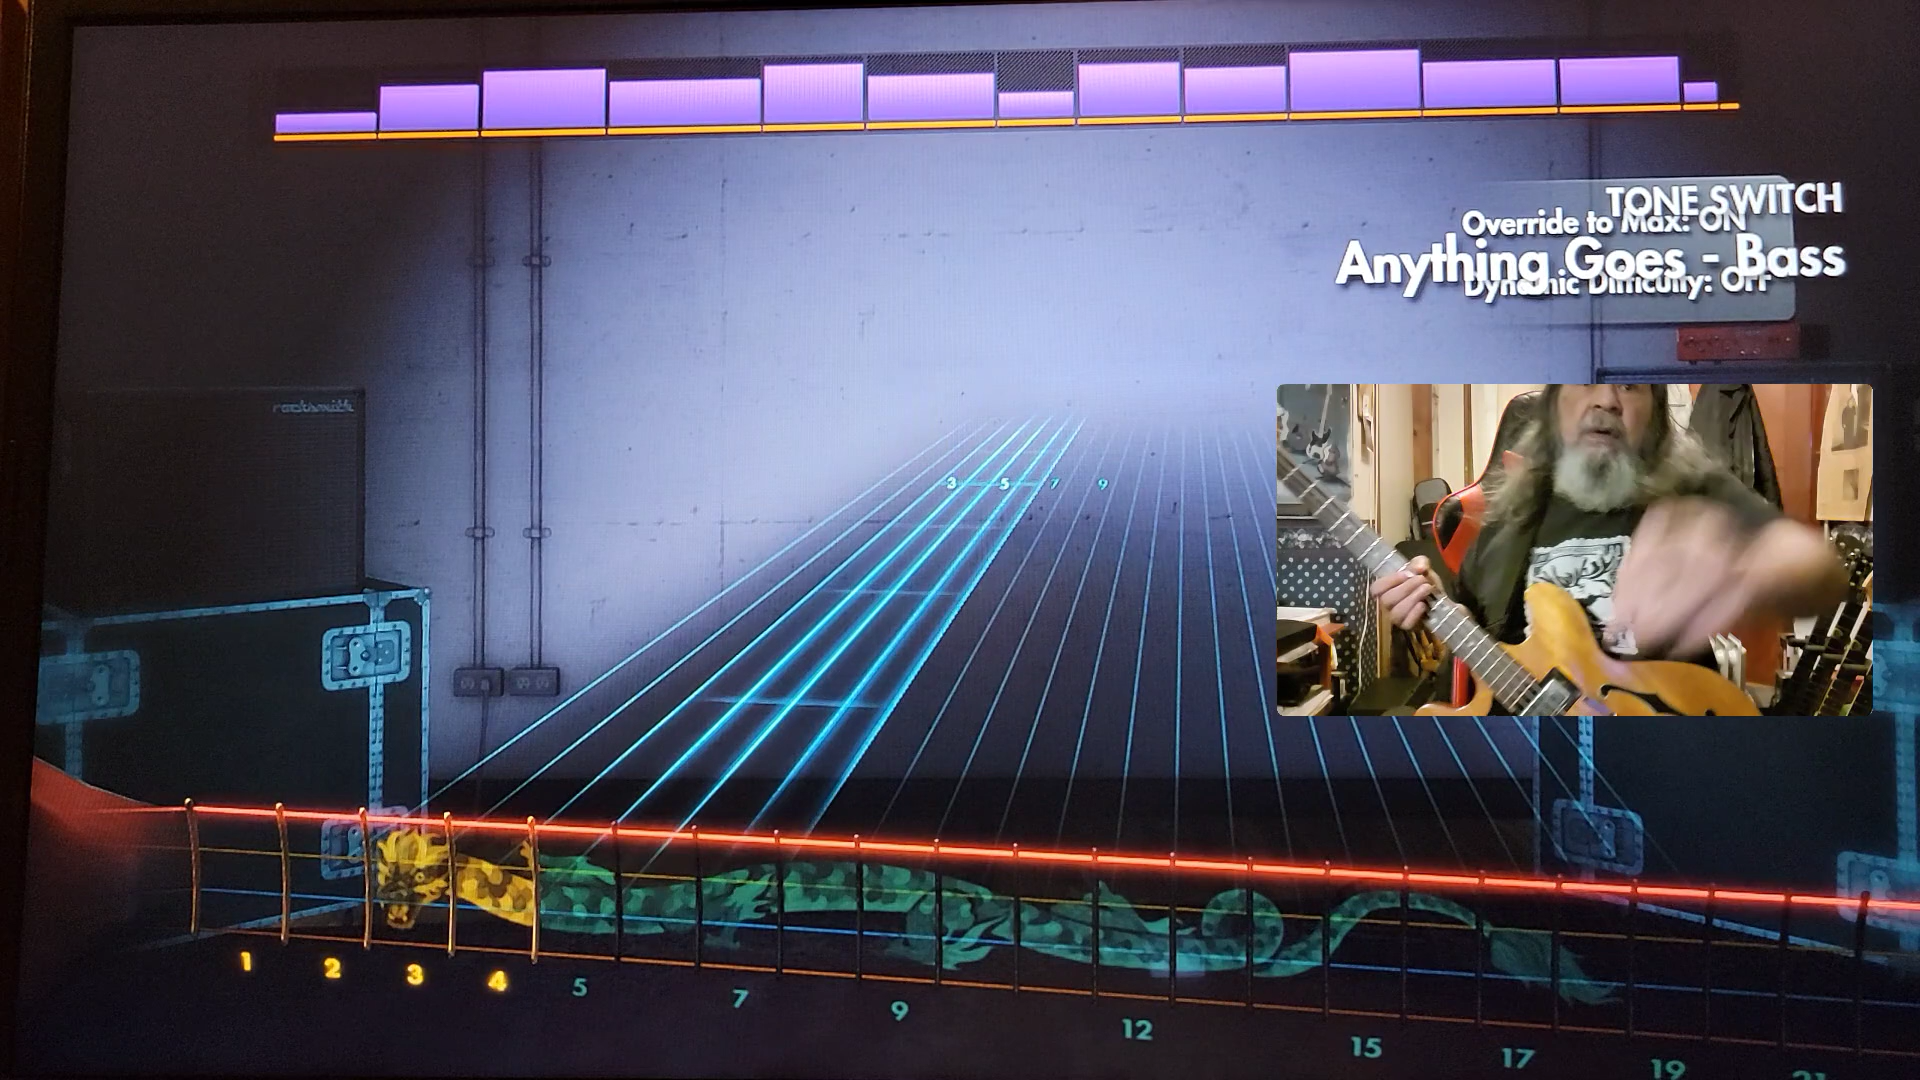 TONE SWITCH
Override to Max: ON
Anything Goes - Bass
Dynamic Difficulty: OFF
rocksmith
3 5 7 9
1 2 3 4 5 7 9 12 15 17 19 21